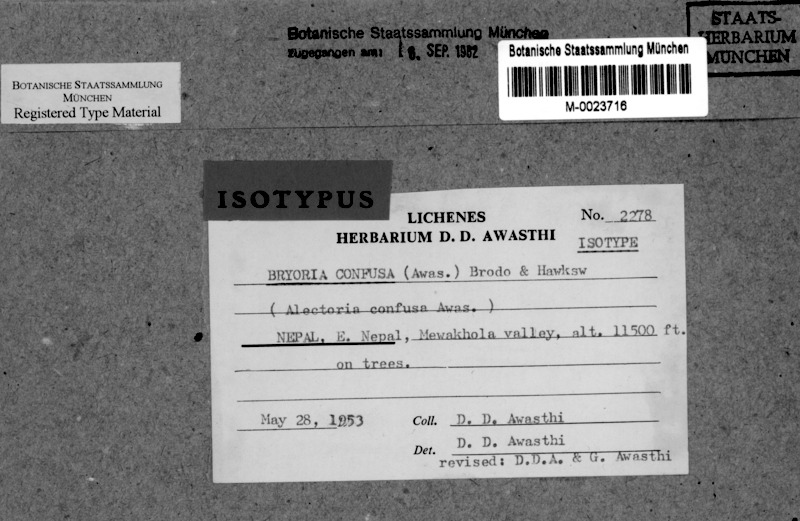 Botanische Staatssammlung München
Zugegangen am: 6. SEP. 1982
STAATS-
HERBARIUM
MÜNCHEN
Botanische Staatssammlung München
M-0023716
BOTANISCHE STAATSSAMMLUNG
MÜNCHEN
Registered Type Material
ISOTYPUS
LICHENES
No. 2278
HERBARIUM D. D. AWASTHI
ISOTYPE
BRYORIA CONFUSA (Awas.) Brodo & Hawksw
( Alectoria confusa Awas. )
NEPAL, E. Nepal, Mewakhola valley, alt. 11500 ft.
on trees.
May 28, 1953
Coll. D. D. Awasthi
Det. D. D. Awasthi
revised: D.D.A. & G. Awasthi